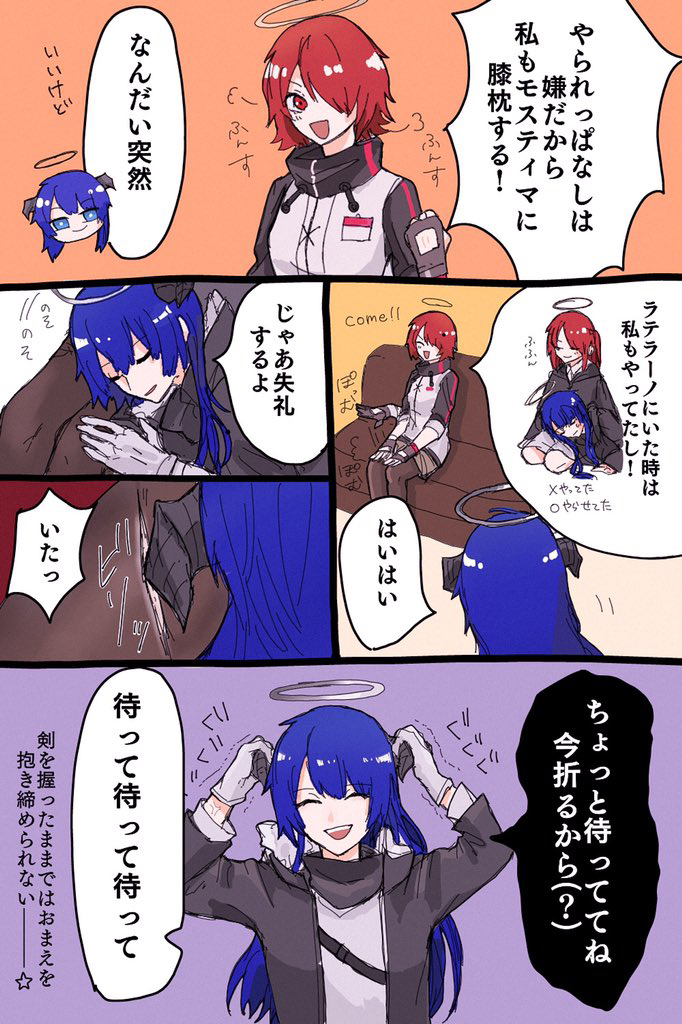 やられっぱなしは
嫌だから
私もモスティマに
膝枕する!
ふんす
ふんす
なんだい突然
いいけど
ラテラーノにいた時は
私もやってたし!
ふふん
×やってた
○やらせてた
come!!
ぽっむ
ぽむ
はいはい
じゃあ失礼
するよ
のそ
のそ
いたっ
ビリッ
ちょっと待っててね
今折るから(?)
ぐぐぐ
ぐぐぐ
待って待って待って
剣を握ったままではおまえを
抱き締められない――☆